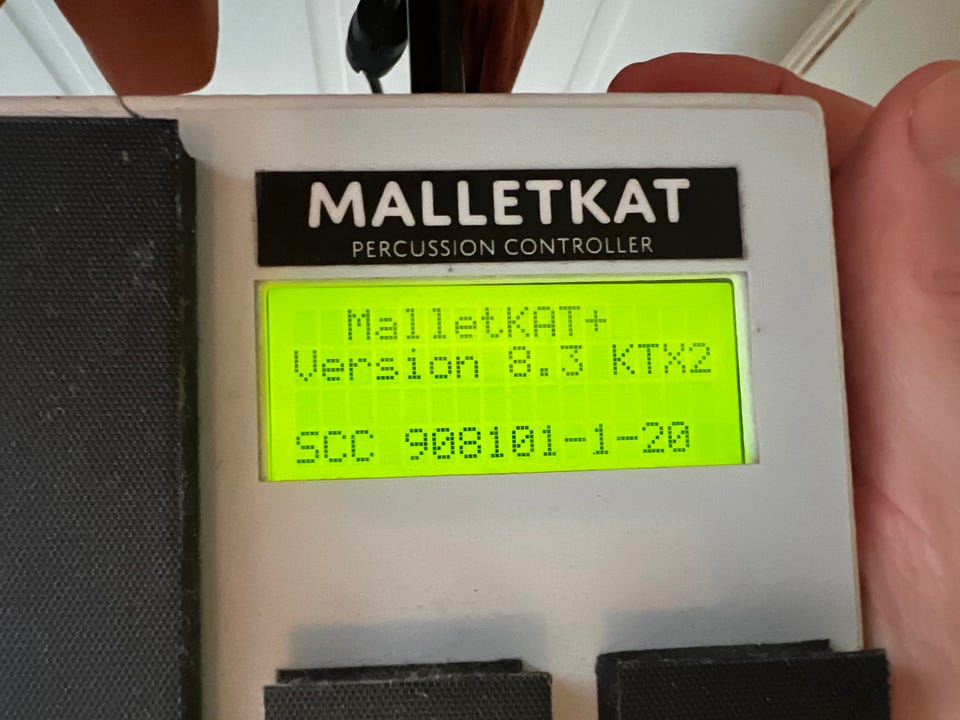 MALLETKAT
PERCUSSION CONTROLLER
MalletKAT+
Version 8.3 KTX2
SCC 908101-1-20